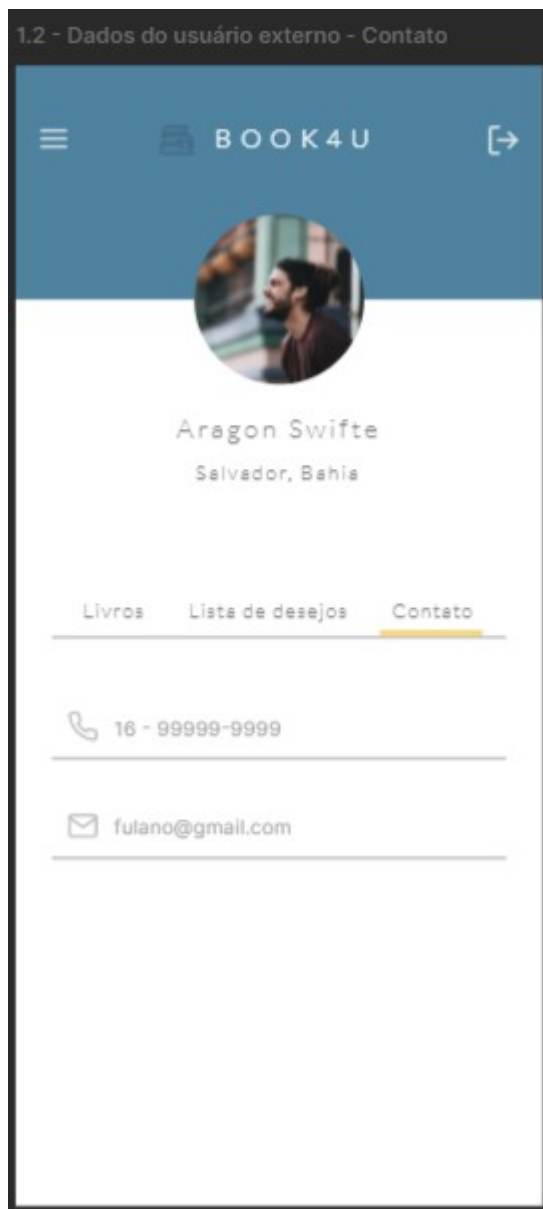 1.2 - Dados do usuário externo - Contato
BOOK4U
Aragon Swifte
Salvador, Bahia
Livros Lista de desejos Contato
16 - 99999-9999
fulano@gmail.com